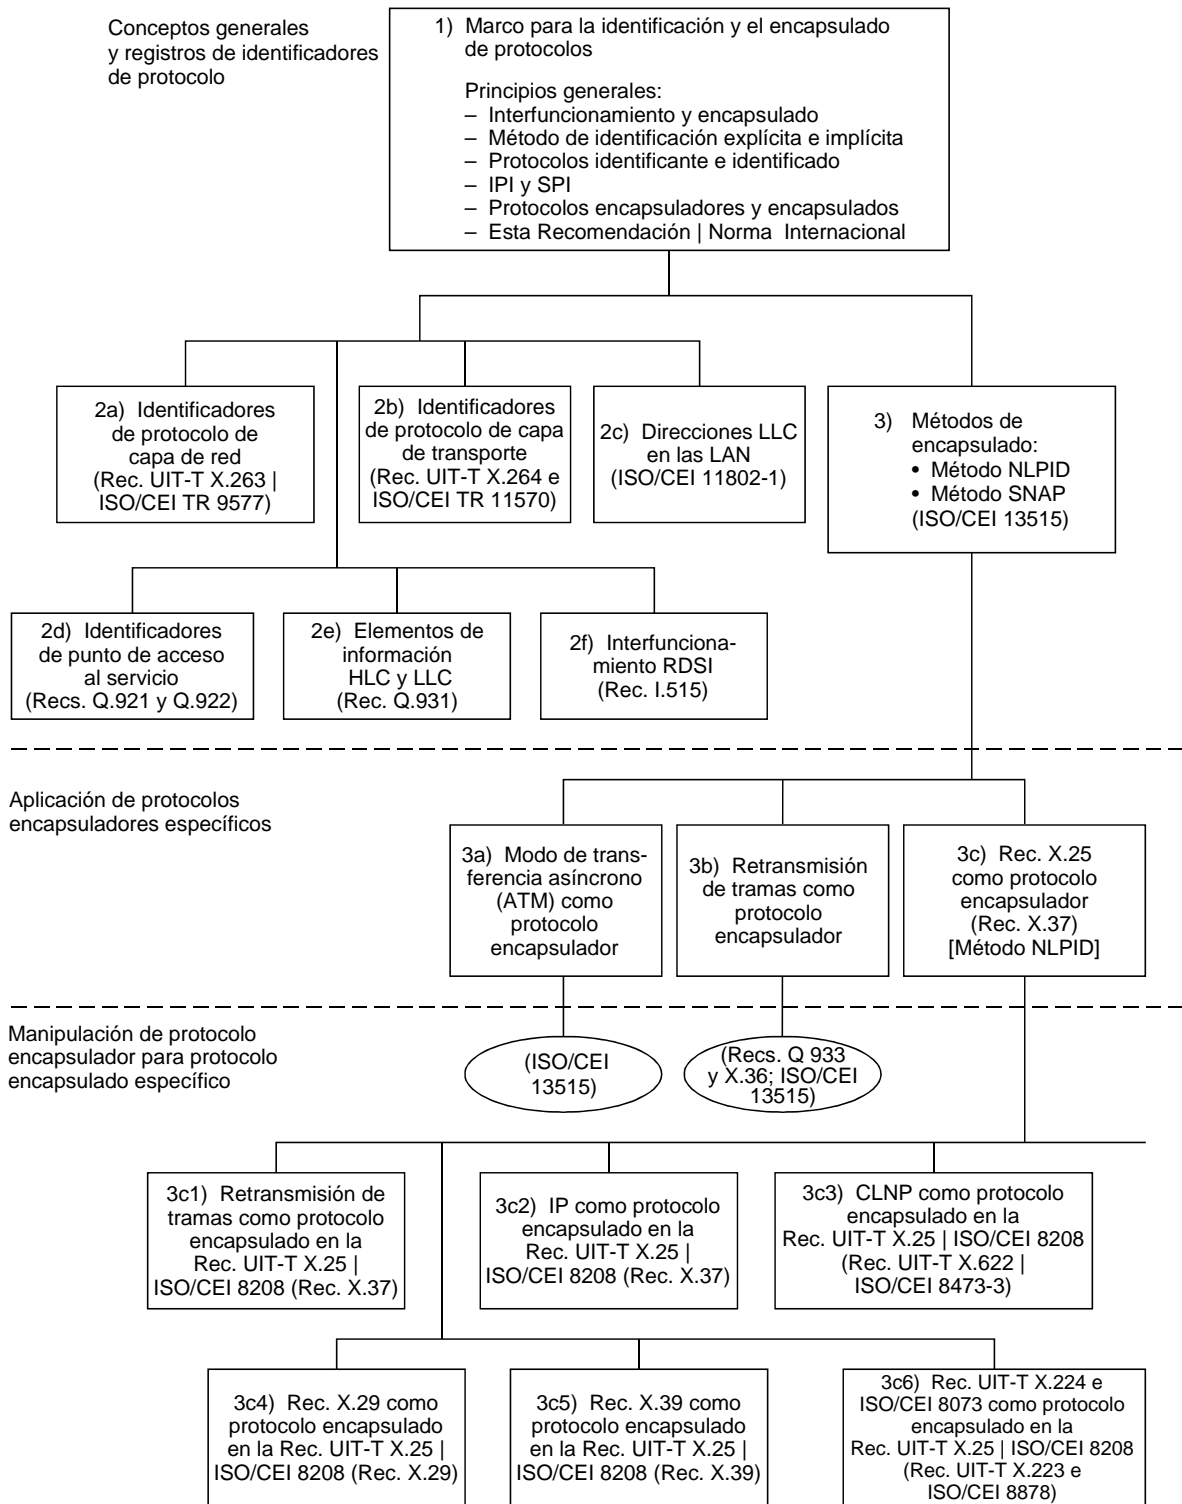 Conceptos generales
y registros de identificadores
de protocolo
1) Marco para la identificación y el encapsulado
de protocolos
Principios generales:
– Interfuncionamiento y encapsulado
– Método de identificación explícita e implícita
– Protocolos identificante e identificado
– IPI y SPI
– Protocolos encapsuladores y encapsulados
– Esta Recomendación | Norma Internacional
2a) Identificadores
de protocolo de
capa de red
(Rec. UIT-T X.263 |
ISO/CEI TR 9577)
2b) Identificadores
de protocolo de capa
de transporte
(Rec. UIT-T X.264 e
ISO/CEI TR 11570)
2c) Direcciones LLC
en las LAN
(ISO/CEI 11802-1)
3) Métodos de
encapsulado:
• Método NLPID
• Método SNAP
(ISO/CEI 13515)
2d) Identificadores
de punto de acceso
al servicio
(Recs. Q.921 y Q.922)
2e) Elementos de
información
HLC y LLC
(Rec. Q.931)
2f) Interfunciona-
miento RDSI
(Rec. I.515)
Aplicación de protocolos
encapsuladores específicos
3a) Modo de trans-
ferencia asíncrono
(ATM) como
protocolo
encapsulador
3b) Retransmisión
de tramas como
protocolo
encapsulador
3c) Rec. X.25
como protocolo
encapsulador
(Rec. X.37)
[Método NLPID]
Manipulación de protocolo
encapsulador para protocolo
encapsulado específico
(ISO/CEI
13515)
(Recs. Q 933
y X.36; ISO/CEI
13515)
3c1) Retransmisión de
tramas como protocolo
encapsulado en la
Rec. UIT-T X.25 |
ISO/CEI 8208 (Rec. X.37)
3c2) IP como protocolo
encapsulado en la
Rec. UIT-T X.25 |
ISO/CEI 8208 (Rec. X.37)
3c3) CLNP como protocolo
encapsulado en la
Rec. UIT-T X.25 | ISO/CEI 8208
(Rec. UIT-T X.622 |
ISO/CEI 8473-3)
3c4) Rec. X.29 como
protocolo encapsulado
en la Rec. UIT-T X.25 |
ISO/CEI 8208 (Rec. X.29)
3c5) Rec. X.39 como
protocolo encapsulado
en la Rec. UIT-T X.25 |
ISO/CEI 8208 (Rec. X.39)
3c6) Rec. UIT-T X.224 e
ISO/CEI 8073 como protocolo
encapsulado en la
Rec. UIT-T X.25 | ISO/CEI 8208
(Rec. UIT-T X.223 e
ISO/CEI 8878)